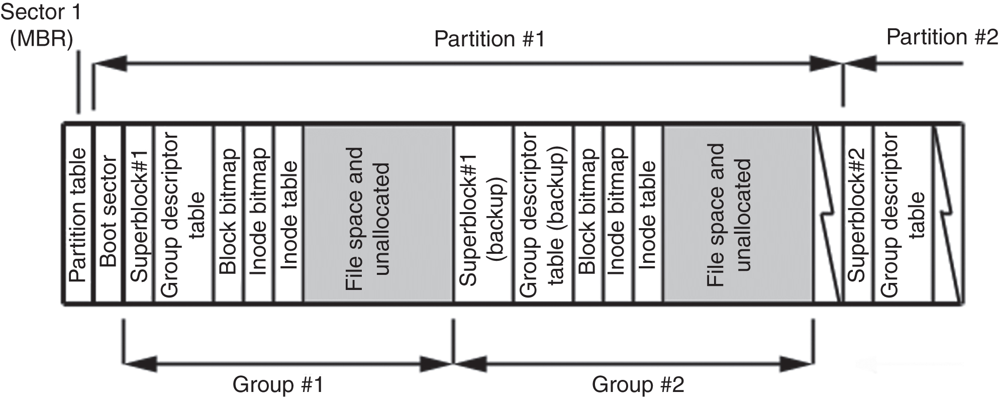 Sector 1
(MBR)
Partition #1
Partition #2
Partition table
Boot sector
Superblock#1
Group descriptor
table
Block bitmap
Inode bitmap
Inode table
File space and
unallocated
Superblock#1
(backup)
Group descriptor
table (backup)
Block bitmap
Inode bitmap
Inode table
File space and
unallocated
Superblock#2
Group descriptor
table
Group #1
Group #2